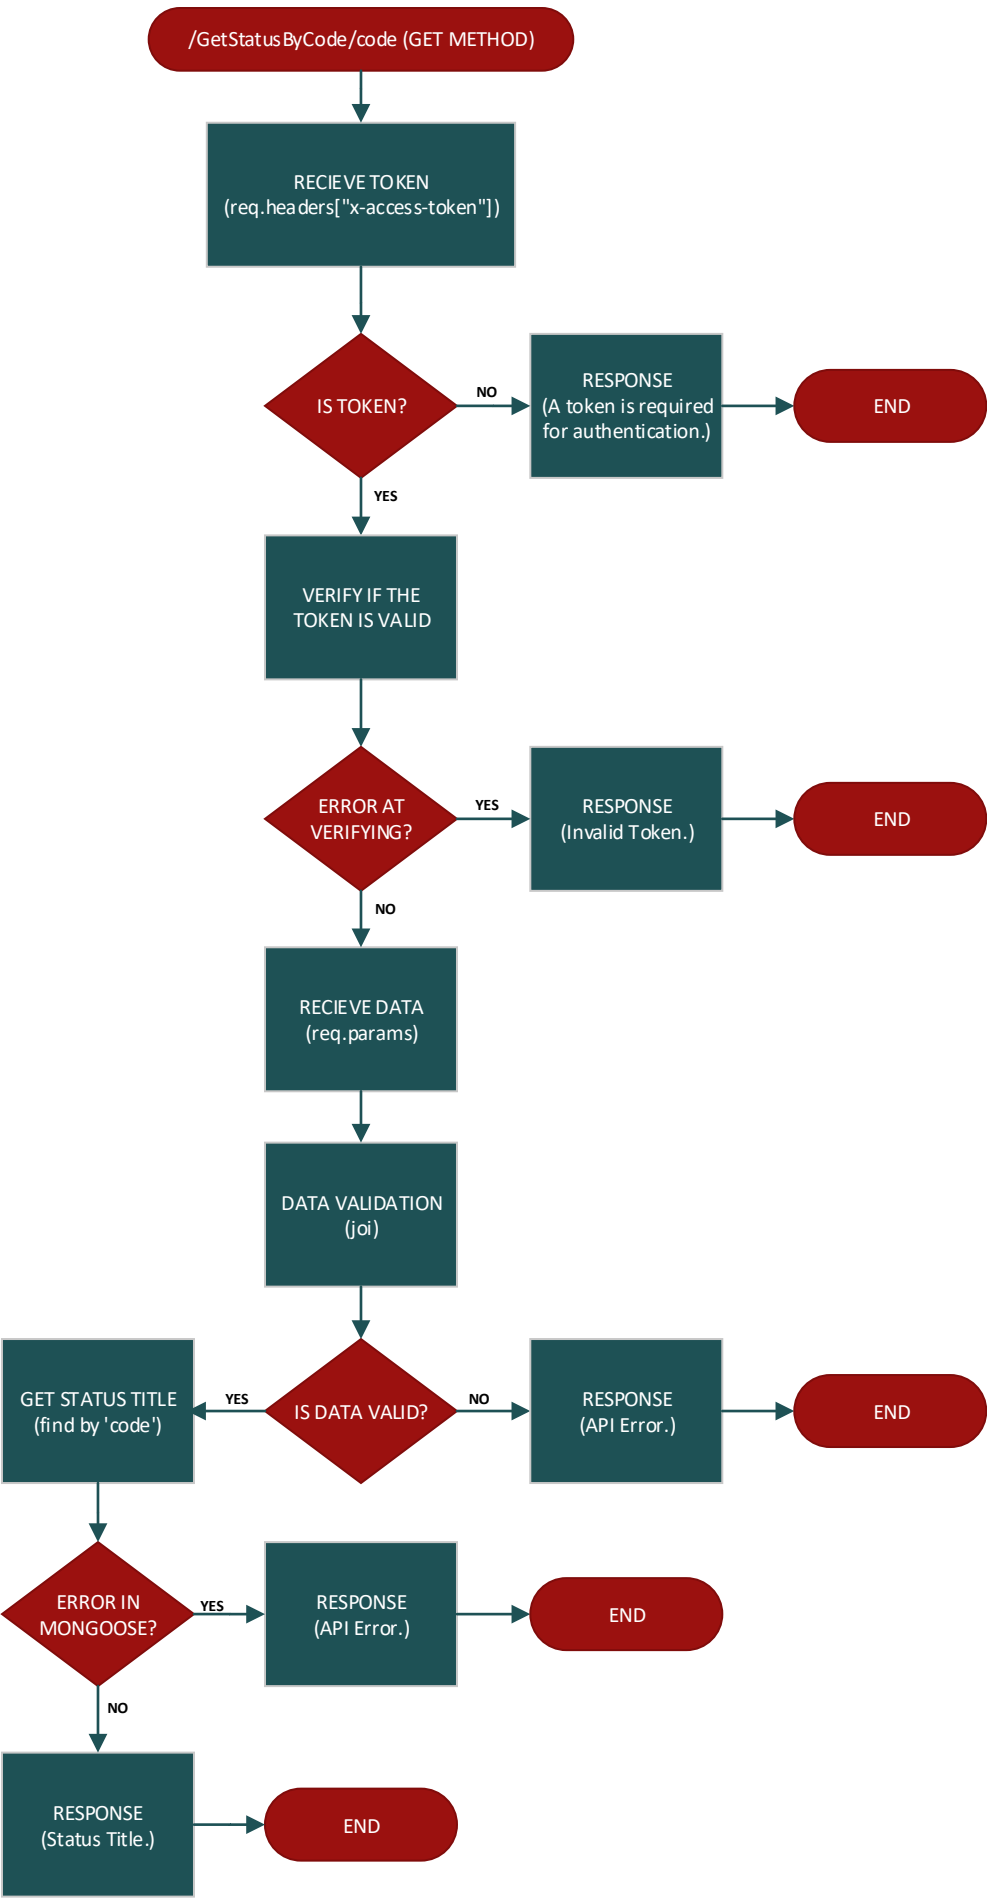 /GetStatusByCode/code (GET METHOD)
RECIEVE TOKEN
(req.headers["x-access-token"])
IS TOKEN?
NO
RESPONSE
(A token is required
for authentication.)
END
YES
VERIFY IF THE
TOKEN IS VALID
ERROR AT
VERIFYING?
YES
RESPONSE
(Invalid Token.)
END
NO
RECIEVE DATA
(req.params)
DATA VALIDATION
(joi)
IS DATA VALID?
NO
RESPONSE
(API Error.)
END
YES
GET STATUS TITLE
(find by 'code')
ERROR IN
MONGOOSE?
YES
RESPONSE
(API Error.)
END
NO
RESPONSE
(Status Title.)
END